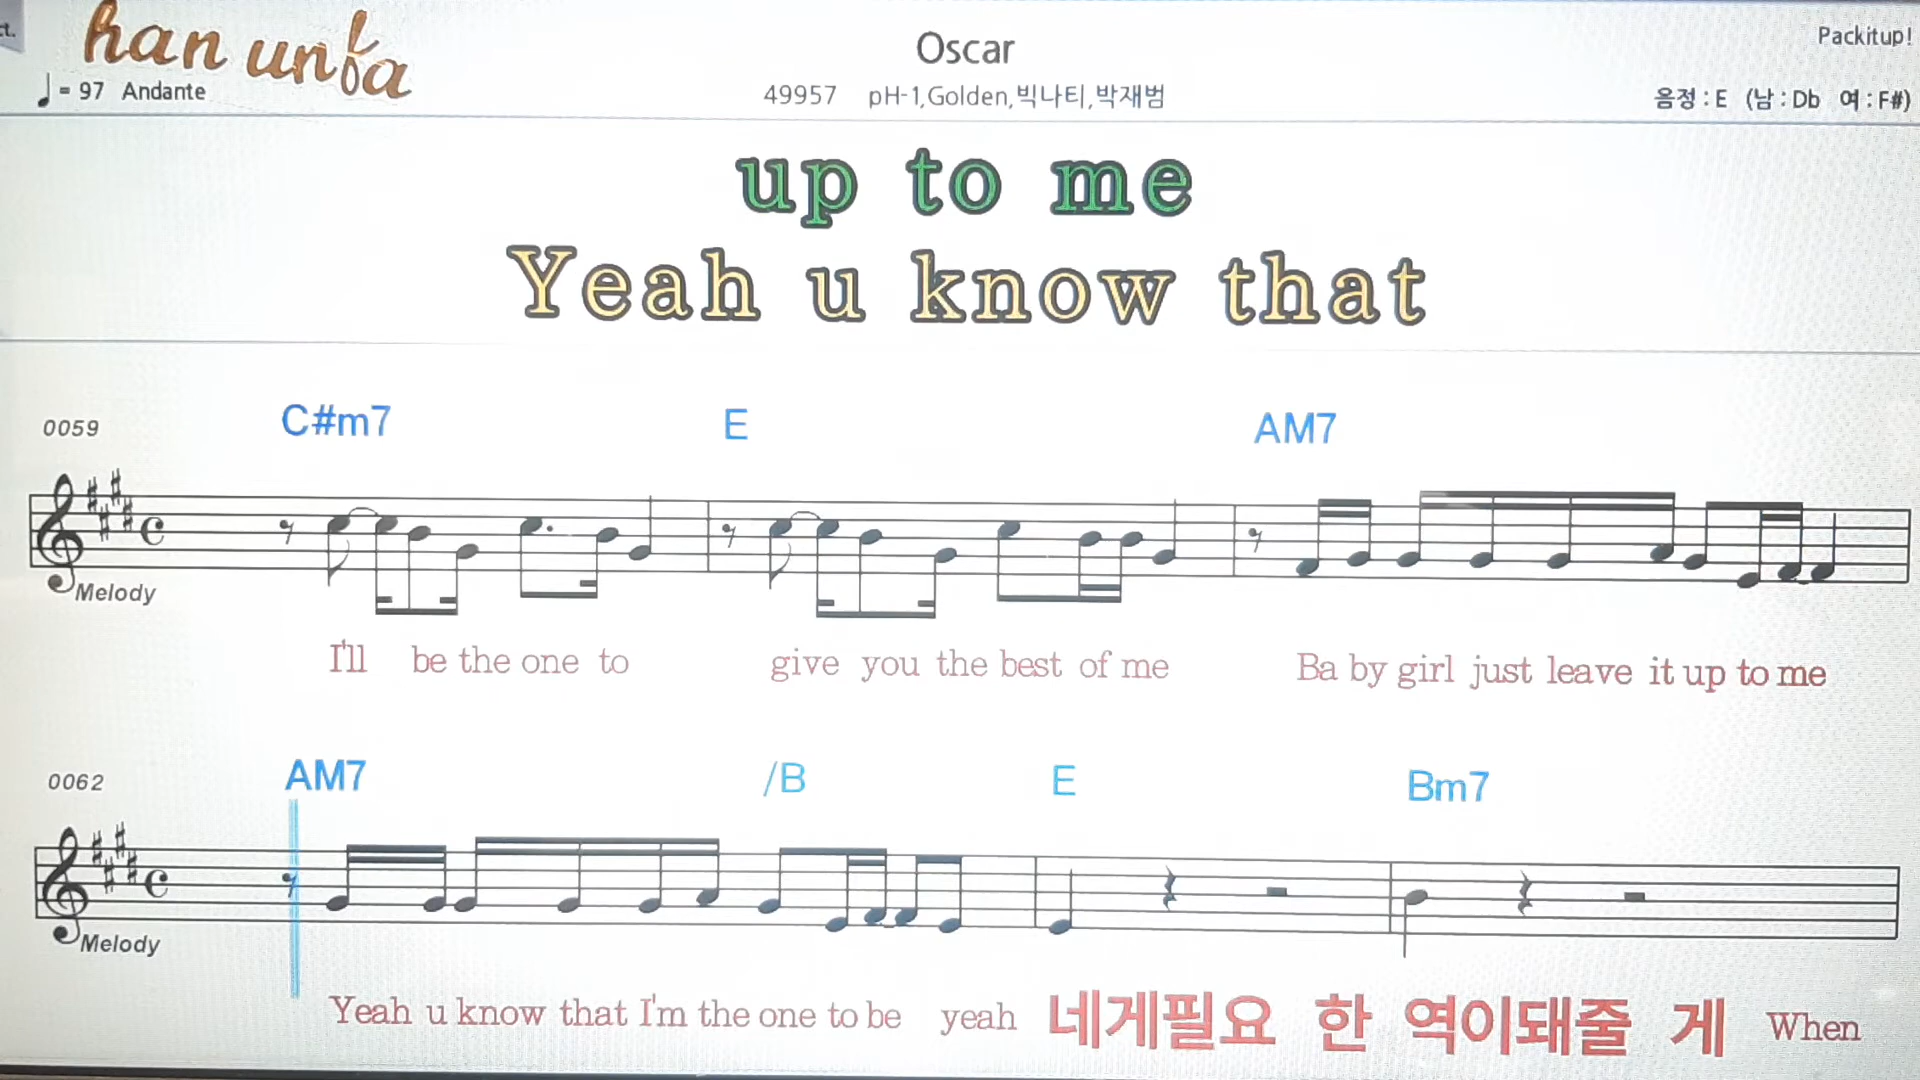 ct.
han unfa
Oscar
Packitup!
♩= 97 Andante
49957 pH-1,Golden,빅나티,박재범
음정 : E (남 : Db 여 : F#)
up to me
Yeah u know that
0059 C#m7 E AM7
Melody
I'll be the one to give you the best of me Ba by girl just leave it up to me
0062 AM7 /B E Bm7
Melody
Yeah u know that I'm the one to be yeah 네게필요 한 역이돼줄 게 When